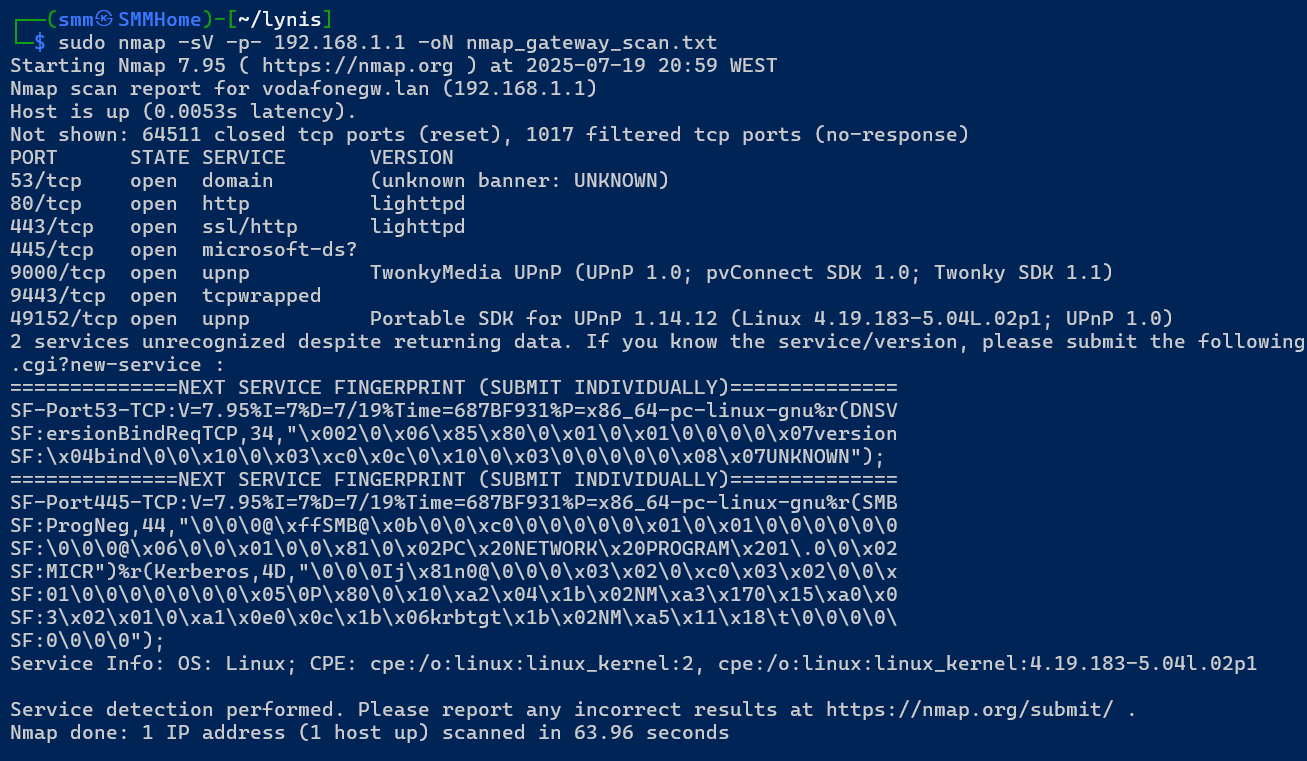 ┌──(smm㉿SMMHome)-[~/lynis]
└─$ sudo nmap -sV -p- 192.168.1.1 -oN nmap_gateway_scan.txt
Starting Nmap 7.95 ( https://nmap.org ) at 2025-07-19 20:59 WEST
Nmap scan report for vodafonegw.lan (192.168.1.1)
Host is up (0.0053s latency).
Not shown: 64511 closed tcp ports (reset), 1017 filtered tcp ports (no-response)
PORT      STATE SERVICE       VERSION
53/tcp    open  domain        (unknown banner: UNKNOWN)
80/tcp    open  http          lighttpd
443/tcp   open  ssl/http      lighttpd
445/tcp   open  microsoft-ds?
9000/tcp  open  upnp          TwonkyMedia UPnP (UPnP 1.0; pvConnect SDK 1.0; Twonky SDK 1.1)
9443/tcp  open  tcpwrapped
49152/tcp open  upnp          Portable SDK for UPnP 1.14.12 (Linux 4.19.183-5.04L.02p1; UPnP 1.0)
2 services unrecognized despite returning data. If you know the service/version, please submit the following
.cgi?new-service :
==============NEXT SERVICE FINGERPRINT (SUBMIT INDIVIDUALLY)==============
SF-Port53-TCP:V=7.95%I=7%D=7/19%Time=687BF931%P=x86_64-pc-linux-gnu%r(DNSV
SF:ersionBindReqTCP,34,"\x002\0\x06\x85\x80\0\x01\0\x01\0\0\0\0\x07version
SF:\x04bind\0\0\x10\0\x03\xc0\x0c\0\x10\0\x03\0\0\0\0\0\x08\x07UNKNOWN");
==============NEXT SERVICE FINGERPRINT (SUBMIT INDIVIDUALLY)==============
SF-Port445-TCP:V=7.95%I=7%D=7/19%Time=687BF931%P=x86_64-pc-linux-gnu%r(SMB
SF:ProgNeg,44,"\0\0\0@\xffSMB@\x0b\0\0\xc0\0\0\0\0\0\x01\0\x01\0\0\0\0\0\0
SF:\0\0\0@\x06\0\0\x01\0\0\x81\0\x02PC\x20NETWORK\x20PROGRAM\x201\.0\0\x02
SF:MICR")%r(Kerberos,4D,"\0\0\0Ij\x81n0@\0\0\0\x03\x02\0\xc0\x03\x02\0\0\x
SF:01\0\0\0\0\0\0\0\x05\0P\x80\0\x10\xa2\x04\x1b\x02NM\xa3\x170\x15\xa0\x0
SF:3\x02\x01\0\xa1\x0e0\x0c\x1b\x06krbtgt\x1b\x02NM\xa5\x11\x18\t\0\0\0\0\
SF:0\0\0\0");
Service Info: OS: Linux; CPE: cpe:/o:linux:linux_kernel:2, cpe:/o:linux:linux_kernel:4.19.183-5.04l.02p1
Service detection performed. Please report any incorrect results at https://nmap.org/submit/ .
Nmap done: 1 IP address (1 host up) scanned in 63.96 seconds